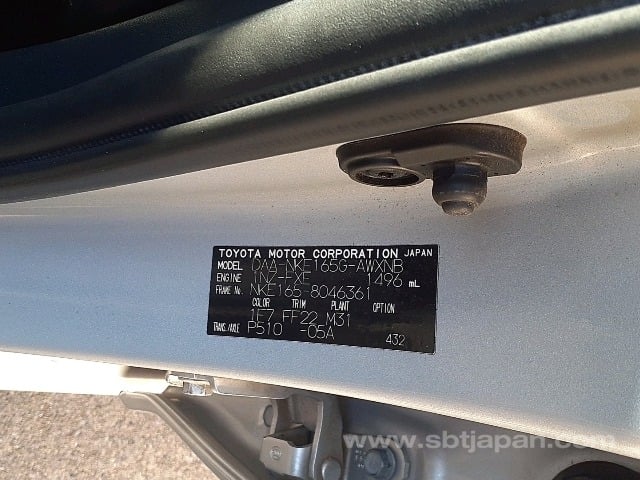 TOYOTA MOTOR CORPORATION JAPAN
MODEL DAA-NKE165G-AWXNB
ENGINE 1NZ-FXE 1496 mL
FRAME No. NKE165-8046361
COLOR TRIM PLANT OPTION
1E7 FF22 M31
TRANS./AXLE P510 -05A
432
www.sbtjapan.com